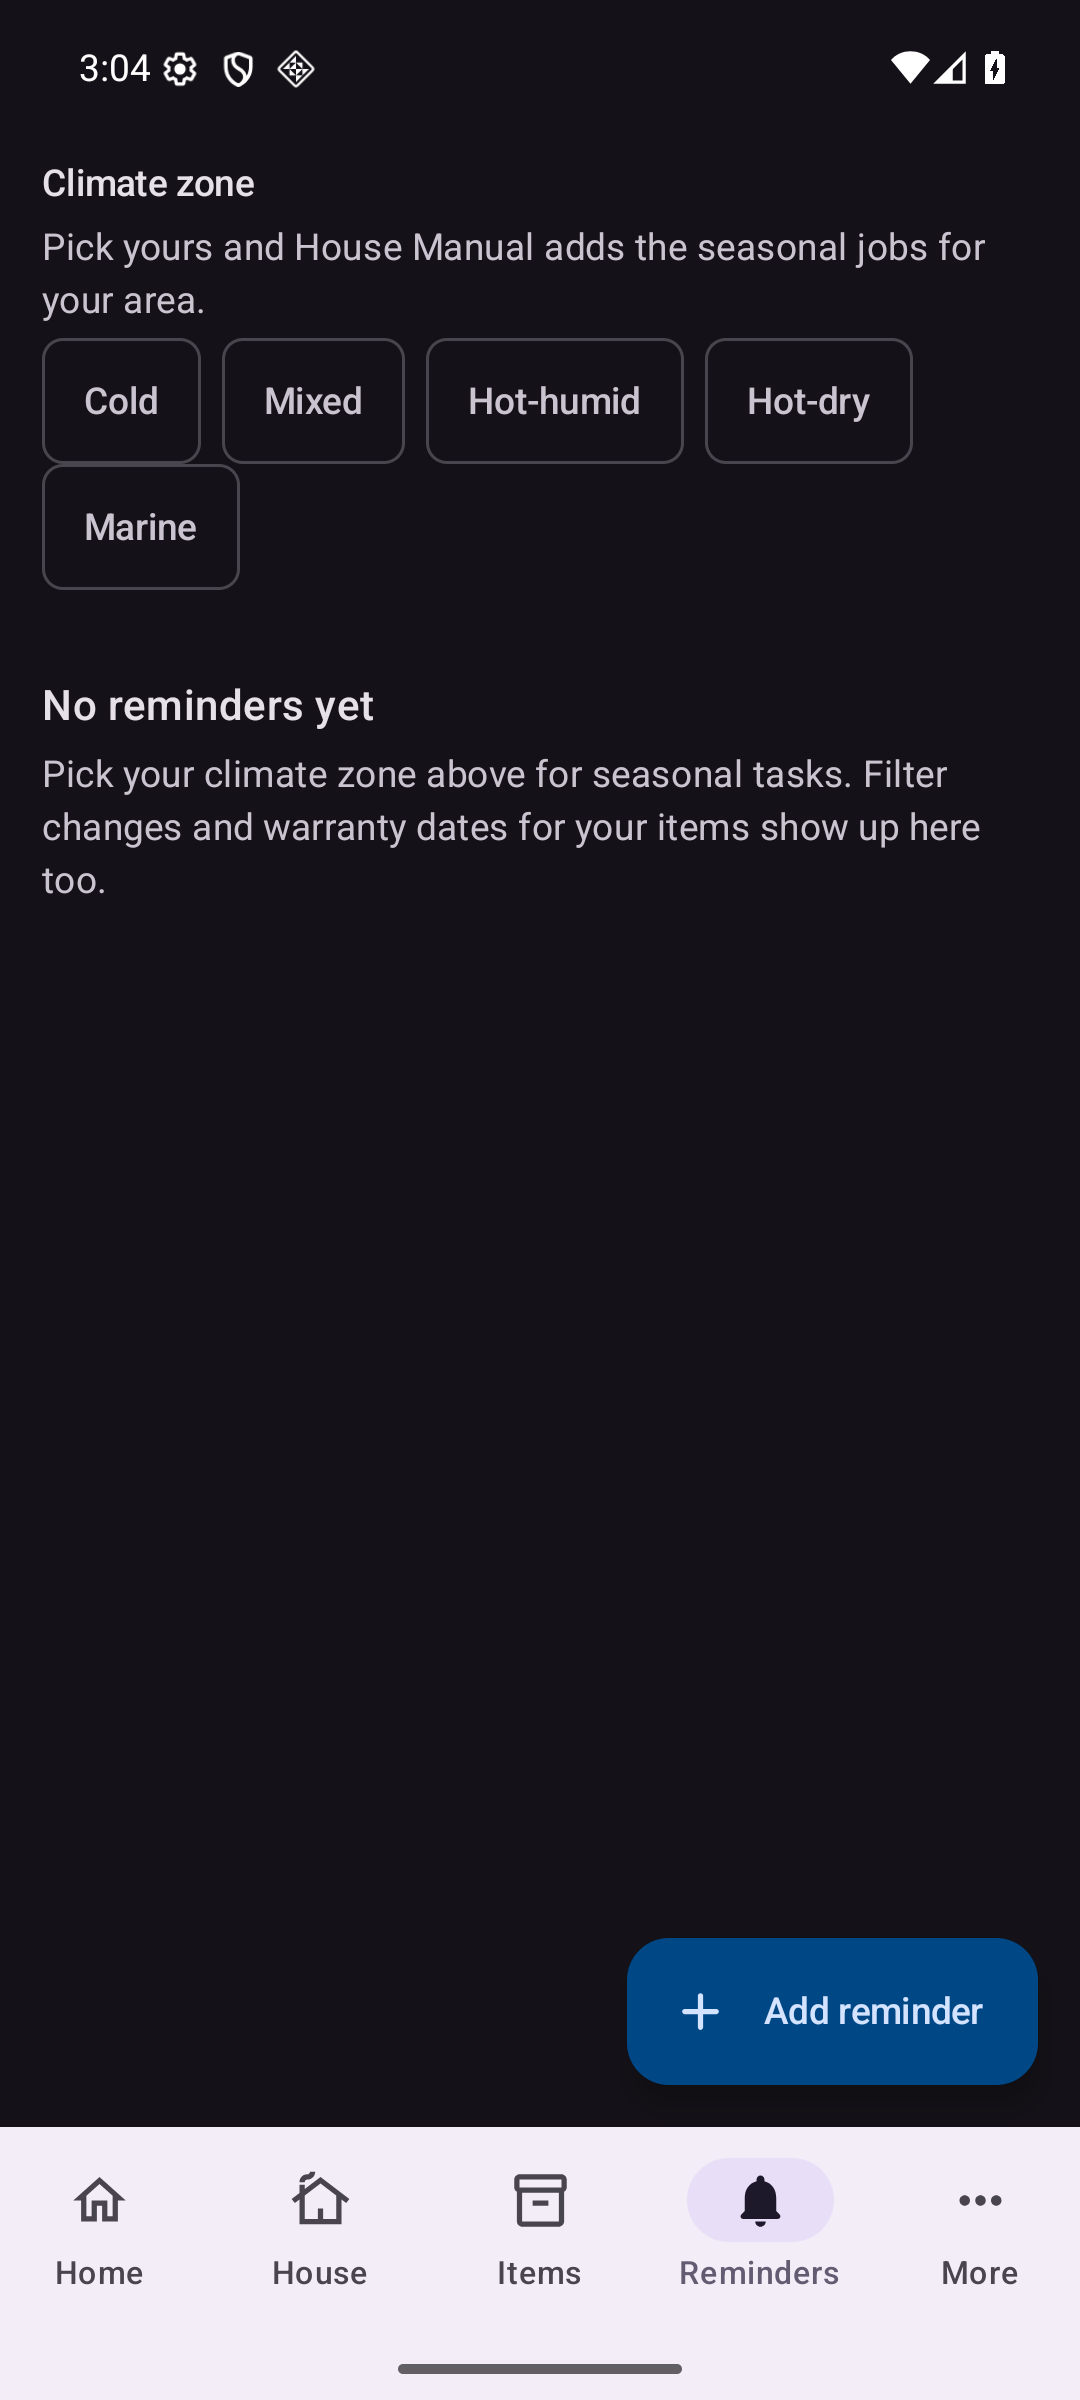 3:04
Climate zone
Pick yours and House Manual adds the seasonal jobs for
your area.
Cold
Mixed
Hot-humid
Hot-dry
Marine
No reminders yet
Pick your climate zone above for seasonal tasks. Filter
changes and warranty dates for your items show up here
too.
Add reminder
Home
House
Items
Reminders
More